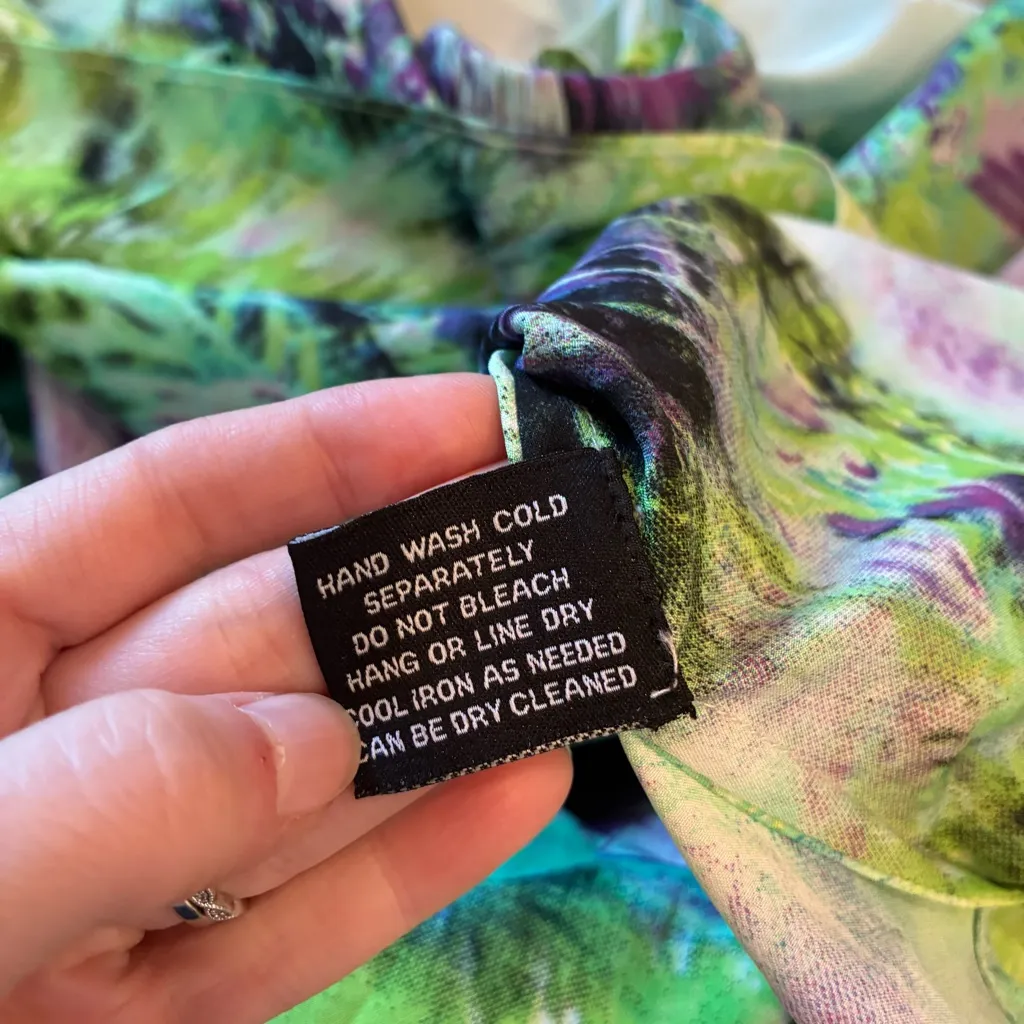 HAND WASH COLD
SEPARATELY
DO NOT BLEACH
HANG OR LINE DRY
COOL IRON AS NEEDED
CAN BE DRY CLEANED